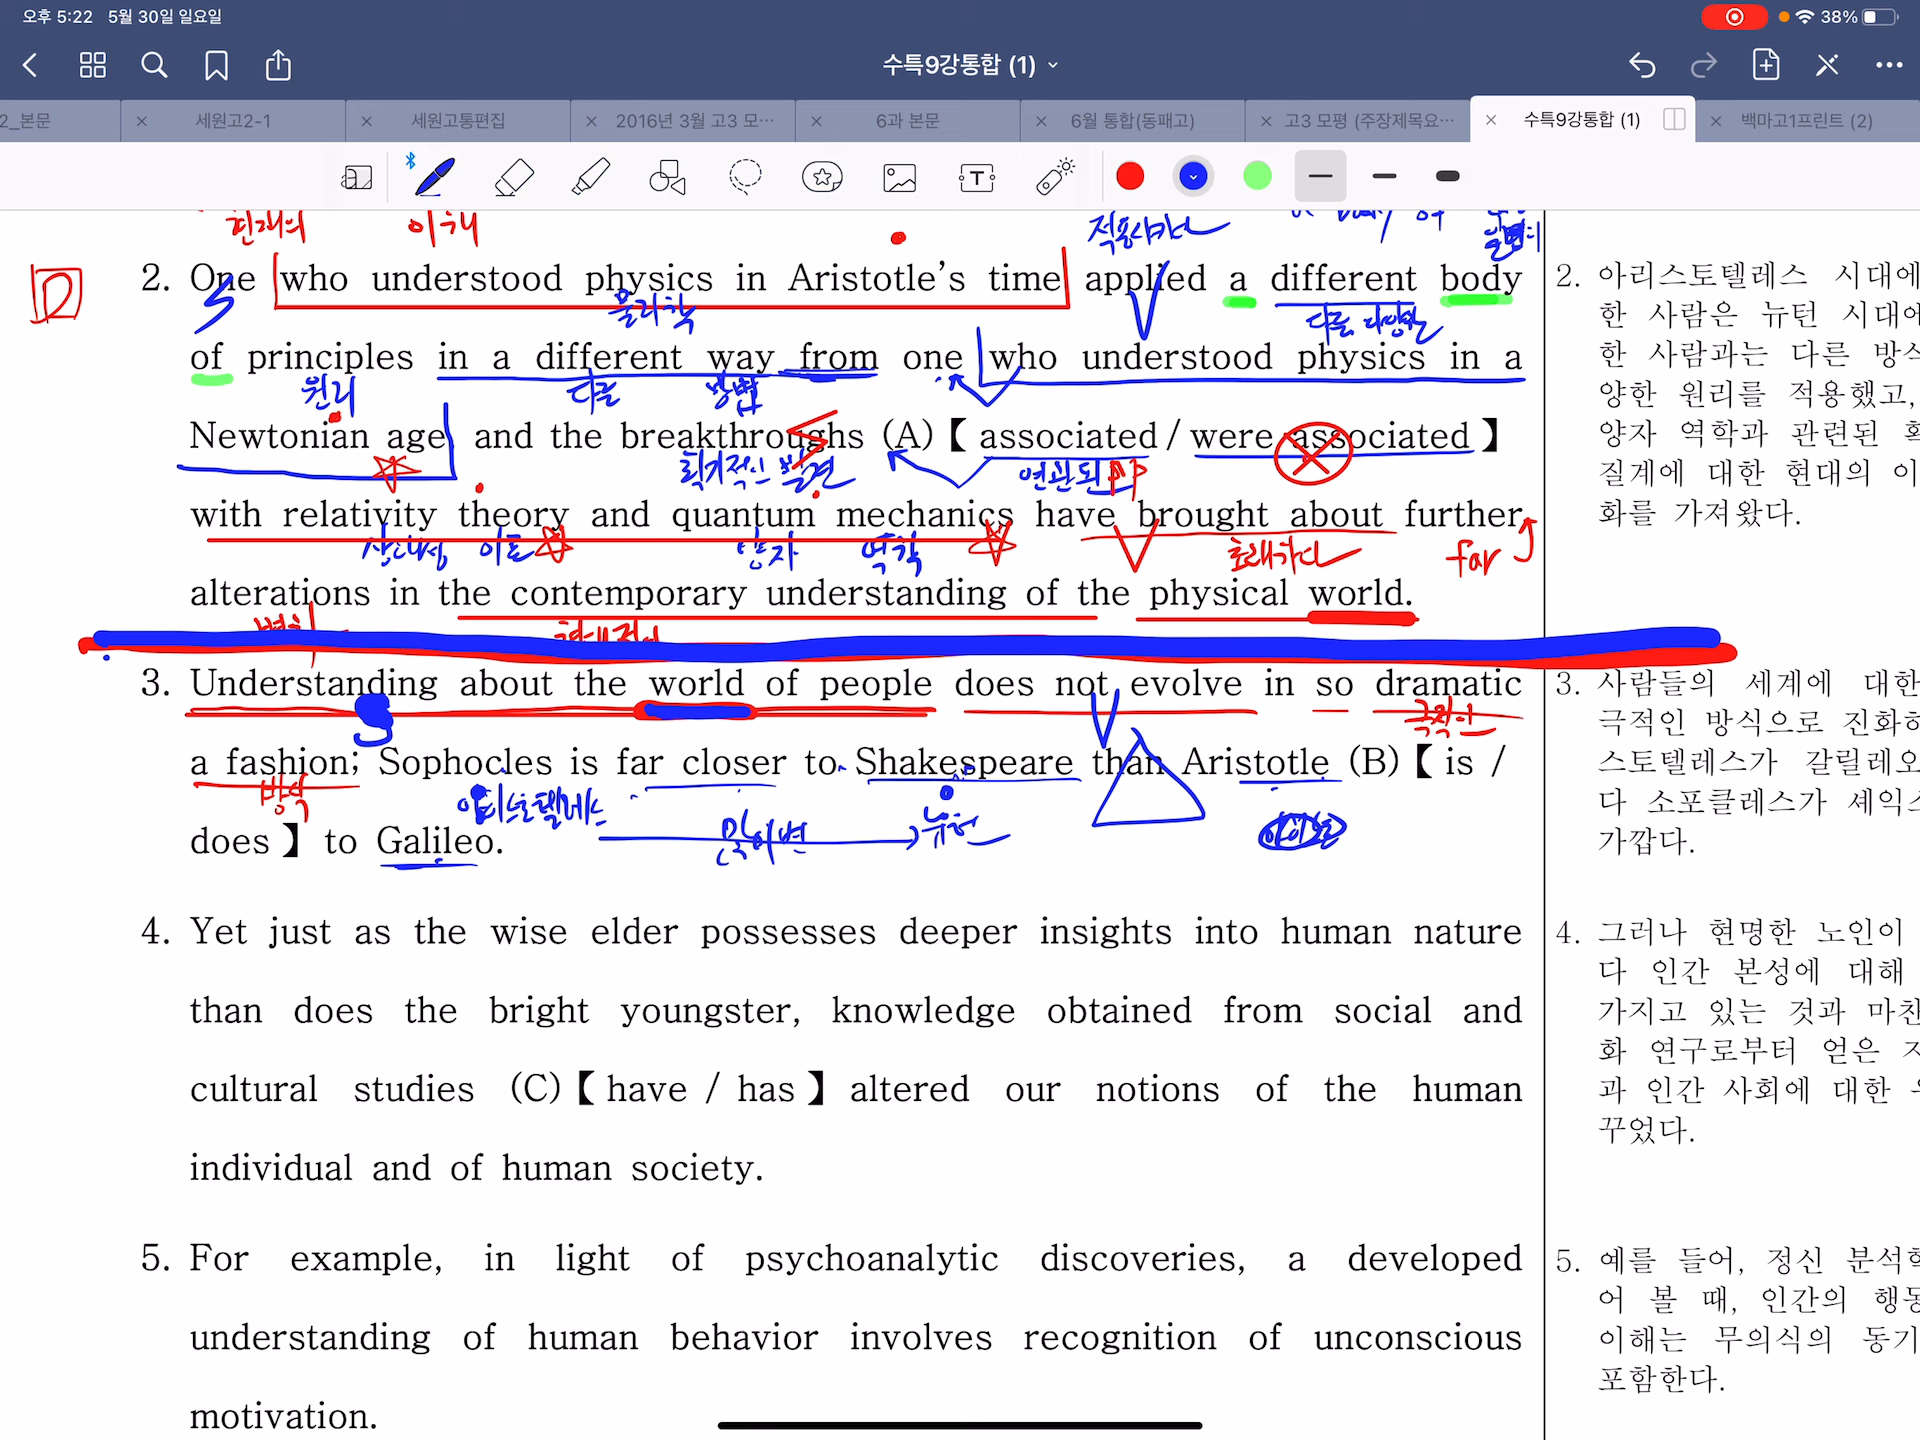 오후 5:22 5월 30일 일요일
38%
수특9강통합 (1)
2_본문
세원고2-1
세원고통편집
2016년 3월 고3 모…
6과 본문
6월 통합(동패고)
고3 모평 (주장제목요…
수특9강통합 (1)
백마고1프린트 (2)
현재의 이해
2. One who understood physics in Aristotle's time applied a different body
물리학
다른 다양한
of principles in a different way from one who understood physics in a
원리 다른 방법
Newtonian age and the breakthroughs (A)【 associated / were associated 】
획기적인 발견 연관된 PP
with relativity theory and quantum mechanics have brought about further
상대성 이론 양자 역학 초래하다 far
alterations in the contemporary understanding of the physical world.
3. Understanding about the world of people does not evolve in so dramatic
극적인
a fashion; Sophocles is far closer to Shakespeare than Aristotle (B)【 is /
방식
does 】 to Galileo.
뉴턴
4. Yet just as the wise elder possesses deeper insights into human nature
than does the bright youngster, knowledge obtained from social and
cultural studies (C)【 have / has 】 altered our notions of the human
individual and of human society.
5. For example, in light of psychoanalytic discoveries, a developed
understanding of human behavior involves recognition of unconscious
motivation.
2. 아리스토텔레스 시대에
한 사람은 뉴턴 시대에
한 사람과는 다른 방식
양한 원리를 적용했고,
양자 역학과 관련된 획
질계에 대한 현대의 이
화를 가져왔다.
3. 사람들의 세계에 대한
극적인 방식으로 진화하
스토텔레스가 갈릴레오
다 소포클레스가 셰익스
가깝다.
4. 그러나 현명한 노인이
다 인간 본성에 대해
가지고 있는 것과 마찬
화 연구로부터 얻은 지
과 인간 사회에 대한
꾸었다.
5. 예를 들어, 정신 분석학
어 볼 때, 인간의 행동
이해는 무의식의 동기
포함한다.